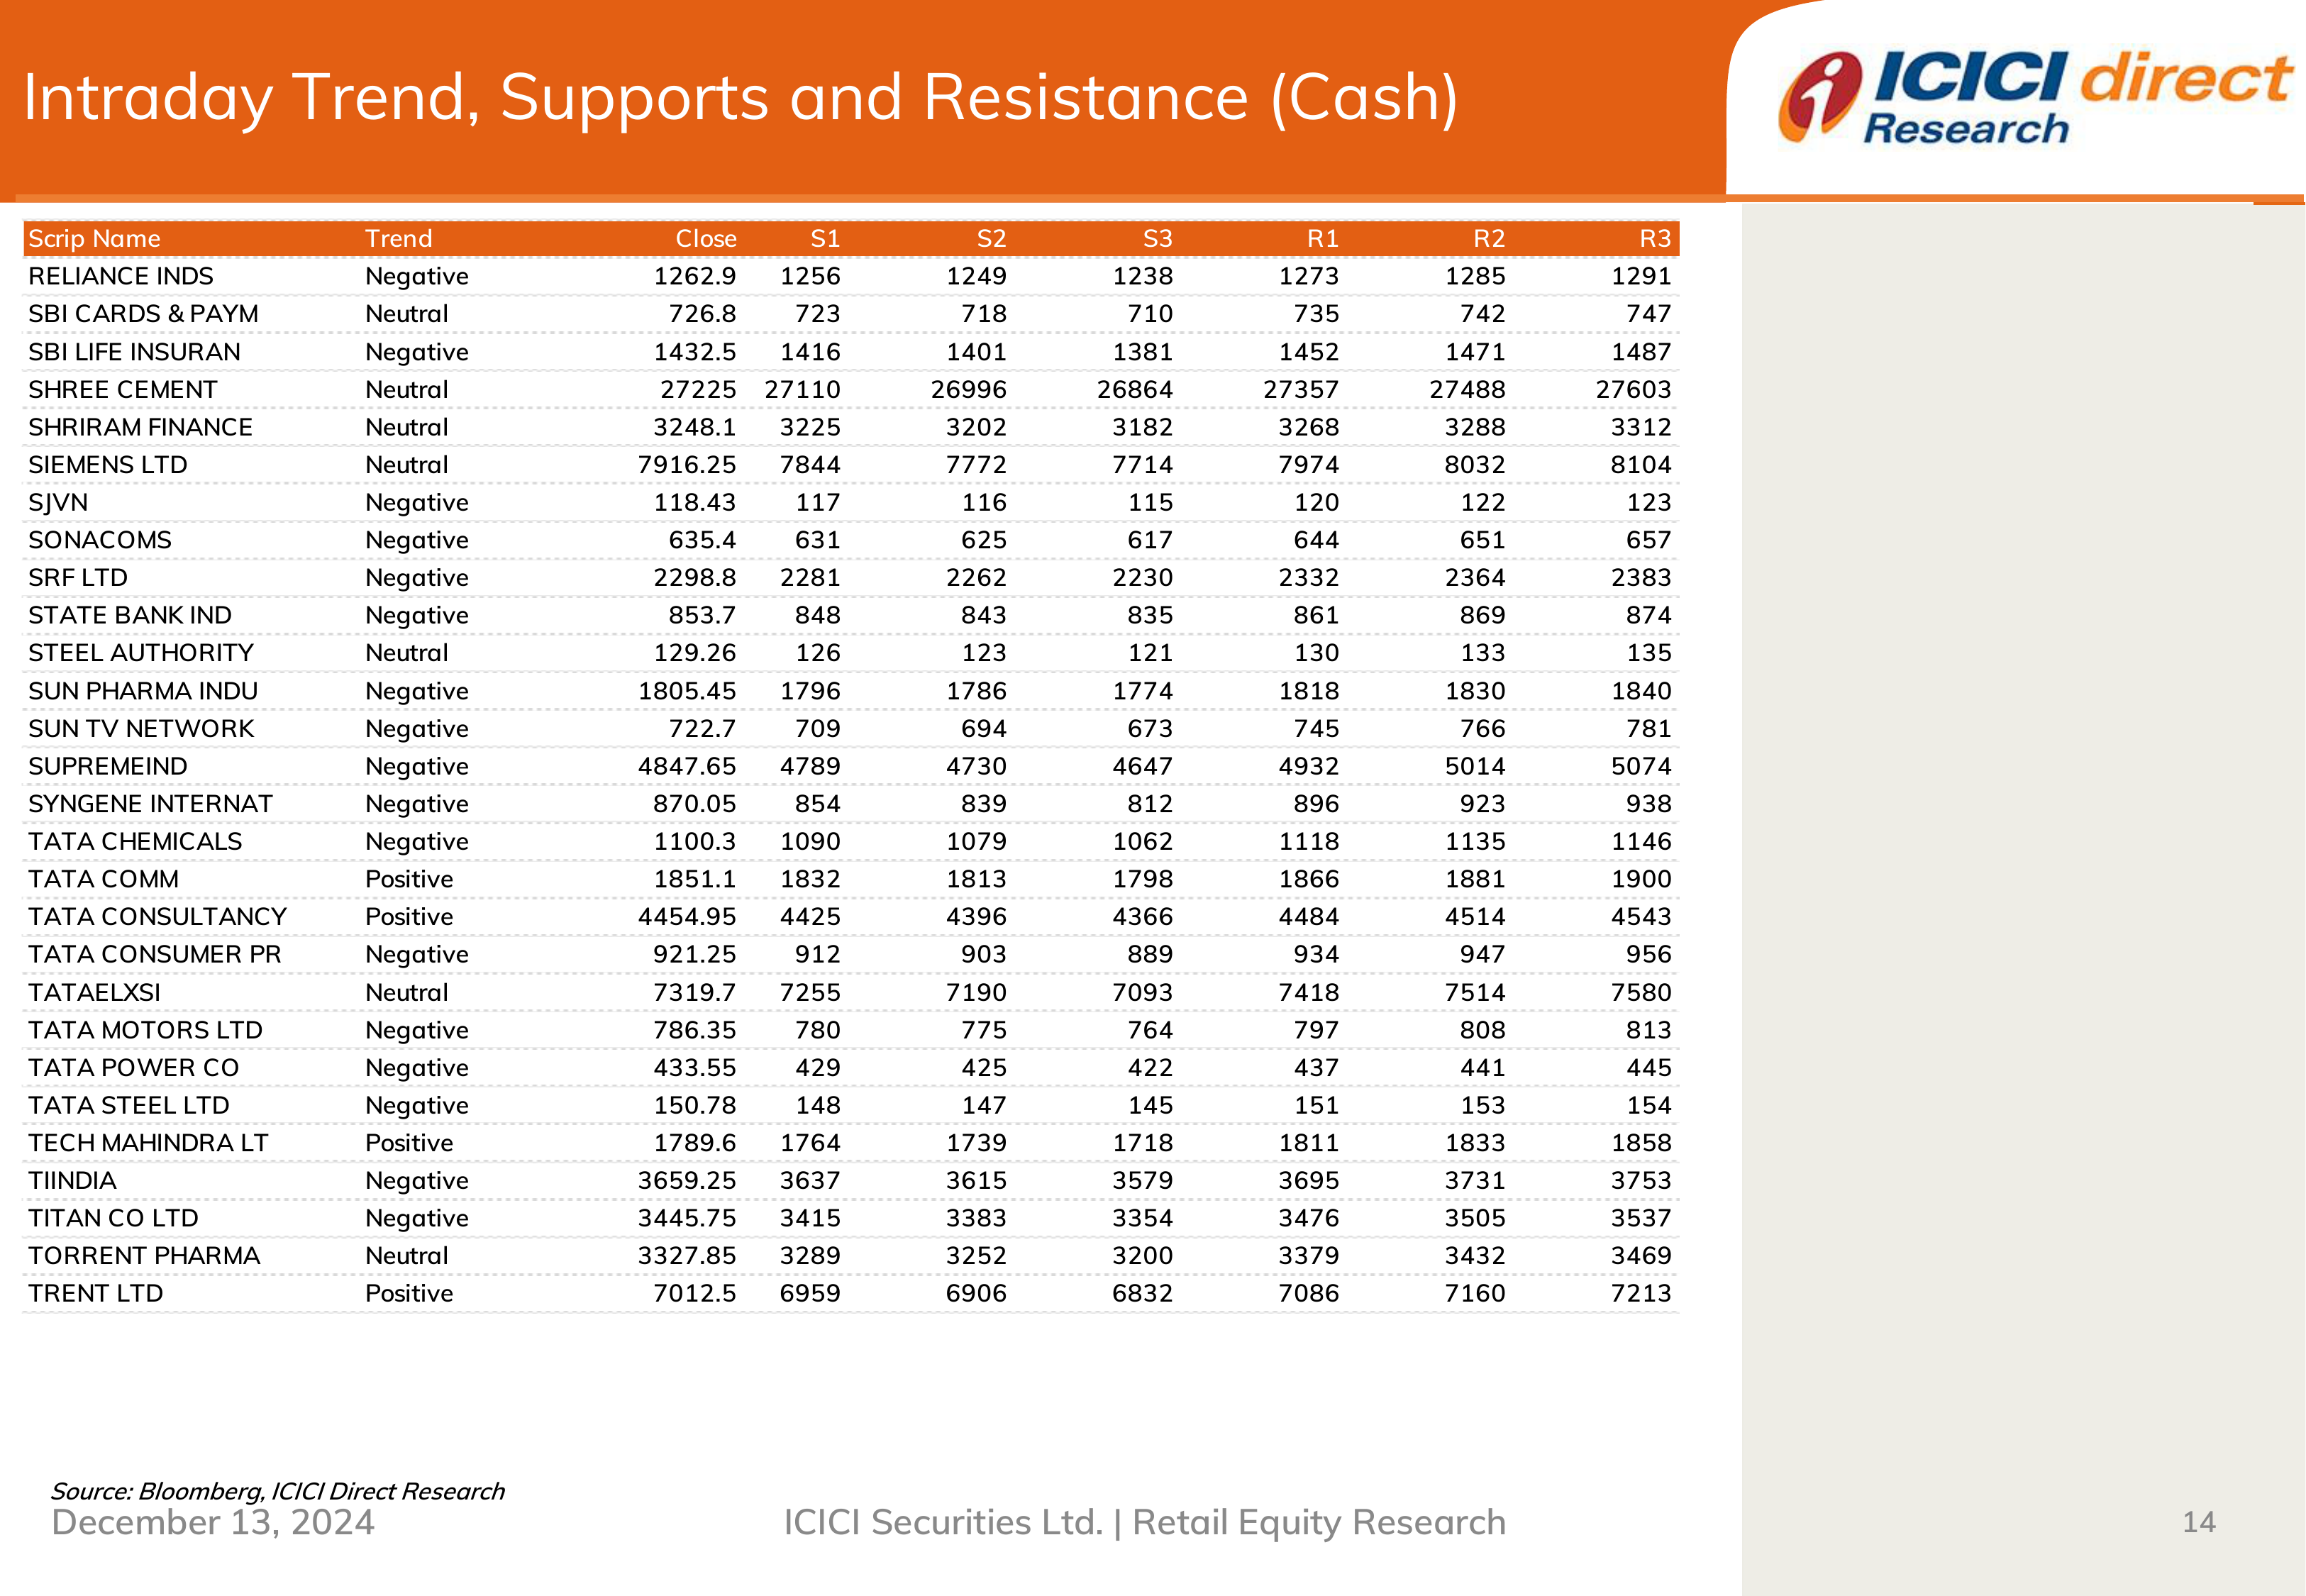 Intraday Trend, Supports and Resistance (Cash)
ICICI direct
Research
Scrip Name Trend Close S1 S2 S3 R1 R2 R3
RELIANCE INDS Negative 1262.9 1256 1249 1238 1273 1285 1291
SBI CARDS & PAYM Neutral 726.8 723 718 710 735 742 747
SBI LIFE INSURAN Negative 1432.5 1416 1401 1381 1452 1471 1487
SHREE CEMENT Neutral 27225 27110 26996 26864 27357 27488 27603
SHRIRAM FINANCE Neutral 3248.1 3225 3202 3182 3268 3288 3312
SIEMENS LTD Neutral 7916.25 7844 7772 7714 7974 8032 8104
SJVN Negative 118.43 117 116 115 120 122 123
SONACOMS Negative 635.4 631 625 617 644 651 657
SRF LTD Negative 2298.8 2281 2262 2230 2332 2364 2383
STATE BANK IND Negative 853.7 848 843 835 861 869 874
STEEL AUTHORITY Neutral 129.26 126 123 121 130 133 135
SUN PHARMA INDU Negative 1805.45 1796 1786 1774 1818 1830 1840
SUN TV NETWORK Negative 722.7 709 694 673 745 766 781
SUPREMEIND Negative 4847.65 4789 4730 4647 4932 5014 5074
SYNGENE INTERNAT Negative 870.05 854 839 812 896 923 938
TATA CHEMICALS Negative 1100.3 1090 1079 1062 1118 1135 1146
TATA COMM Positive 1851.1 1832 1813 1798 1866 1881 1900
TATA CONSULTANCY Positive 4454.95 4425 4396 4366 4484 4514 4543
TATA CONSUMER PR Negative 921.25 912 903 889 934 947 956
TATAELXSI Neutral 7319.7 7255 7190 7093 7418 7514 7580
TATA MOTORS LTD Negative 786.35 780 775 764 797 808 813
TATA POWER CO Negative 433.55 429 425 422 437 441 445
TATA STEEL LTD Negative 150.78 148 147 145 151 153 154
TECH MAHINDRA LT Positive 1789.6 1764 1739 1718 1811 1833 1858
TIINDIA Negative 3659.25 3637 3615 3579 3695 3731 3753
TITAN CO LTD Negative 3445.75 3415 3383 3354 3476 3505 3537
TORRENT PHARMA Neutral 3327.85 3289 3252 3200 3379 3432 3469
TRENT LTD Positive 7012.5 6959 6906 6832 7086 7160 7213
Source: Bloomberg, ICICI Direct Research
December 13, 2024 ICICI Securities Ltd. | Retail Equity Research 14